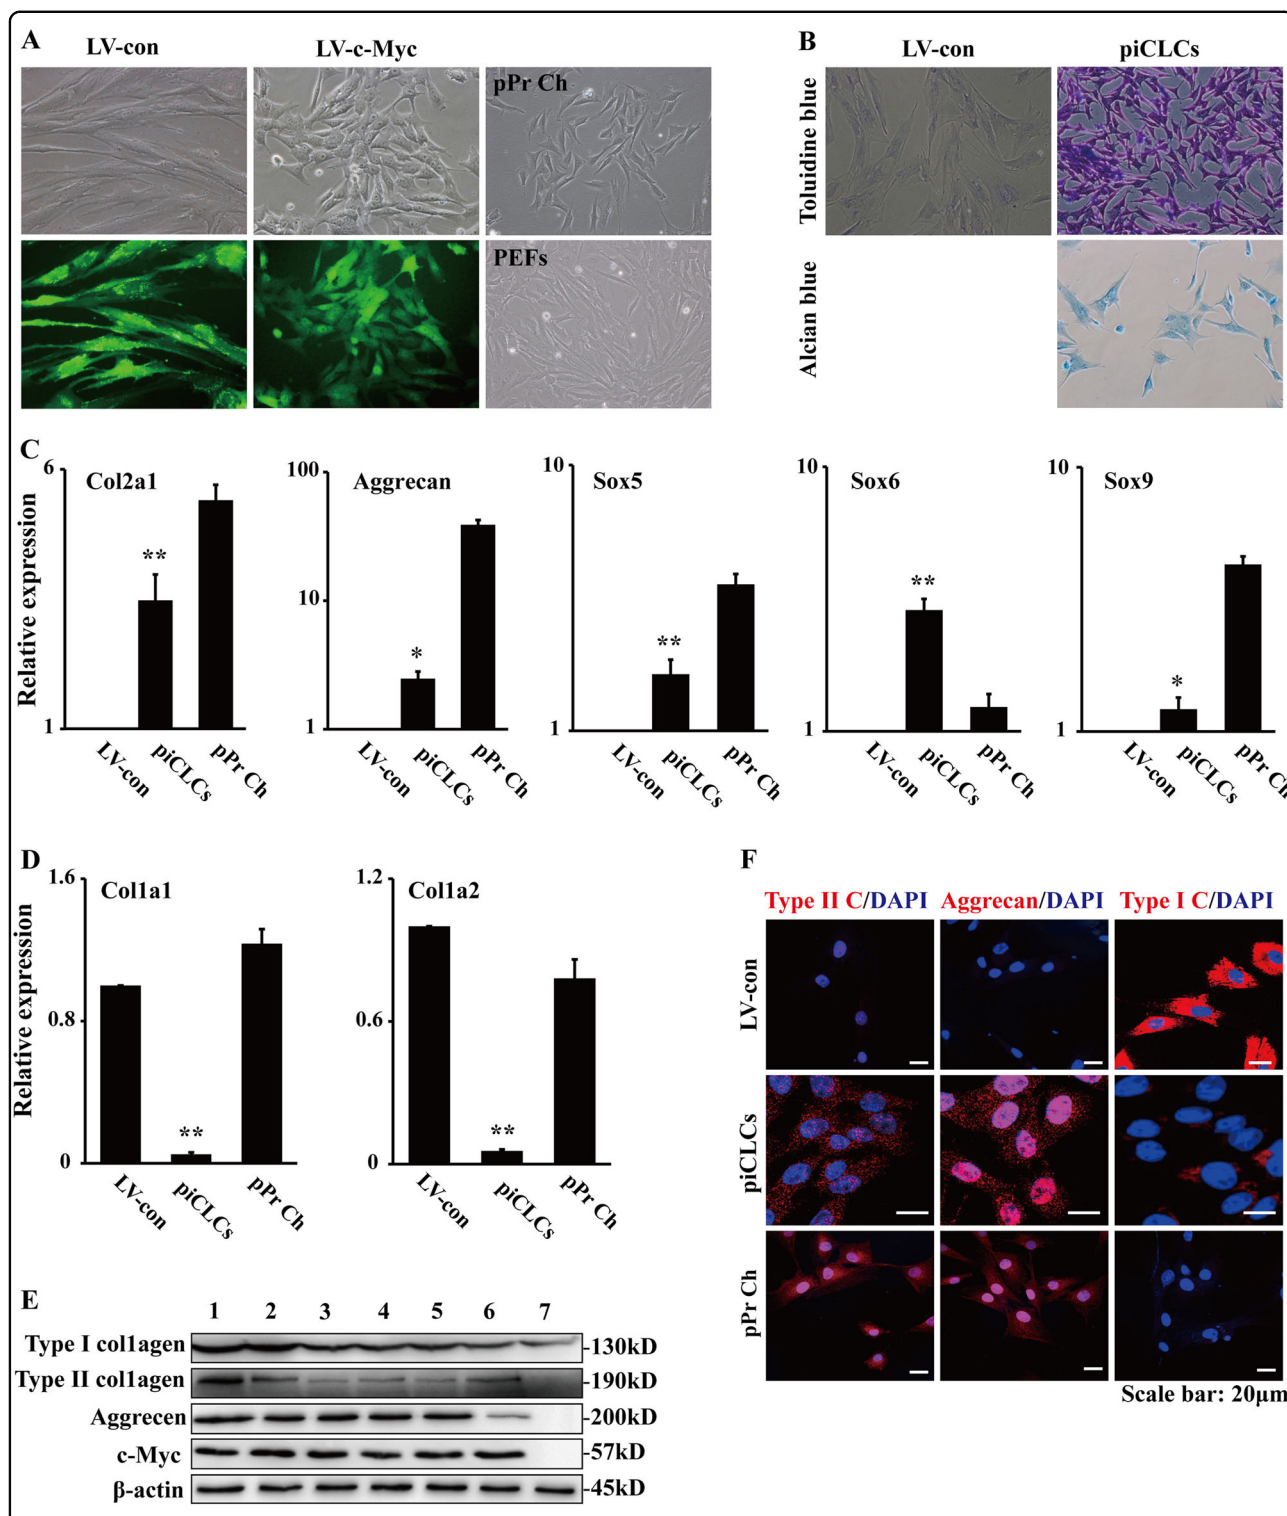 A
LV-con
LV-c-Myc
pPr Ch
PEFs
B
LV-con
piCLCs
Toluidine blue
Alcian blue
C
Relative expression
6
Col2a1
**
1
LV-con
piCLCs
pPr Ch
100
Aggrecan
10
*
1
LV-con
piCLCs
pPr Ch
10
Sox5
**
1
LV-con
piCLCs
pPr Ch
10
Sox6
**
1
LV-con
piCLCs
pPr Ch
10
Sox9
*
1
LV-con
piCLCs
pPr Ch
D
Relative expression
1.6
Col1a1
0.8
**
0
LV-con
piCLCs
pPr Ch
1.2
Col1a2
0.6
**
0
LV-con
piCLCs
pPr Ch
E
1 2 3 4 5 6 7
Type I col1agen -130kD
Type II col1agen -190kD
Aggrecen -200kD
c-Myc -57kD
β-actin -45kD
F
Type II C/DAPI Aggrecan/DAPI Type I C/DAPI
LV-con
piCLCs
pPr Ch
Scale bar: 20μm